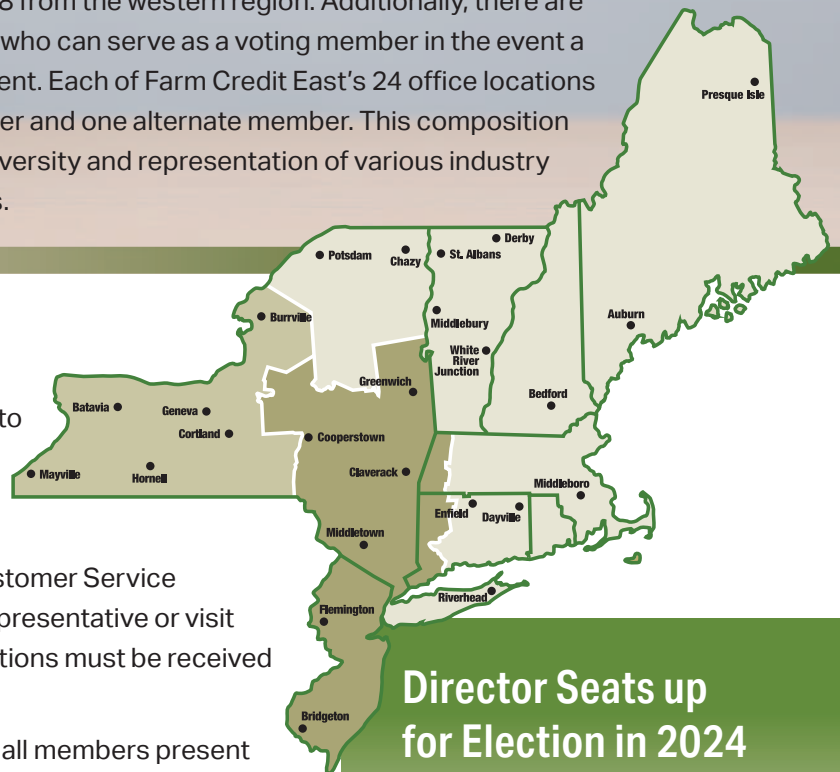 8 from the western region. Additionally, there are
who can serve as a voting member in the event a
ent. Each of Farm Credit East's 24 office locations
er and one alternate member. This composition
versity and representation of various industry
s.
Presque Isle
Derby
Potsdam
Chazy
St. Albans
Burrville
Middlebury
Auburn
White
River
Junction
Greenwich
Bedford
to
Batavia
Geneva
Cortland
Cooperstown
Mayville
Hornell
Claverack
Middleboro
Enfield
Dayville
Middletown
stomer Service
presentative or visit
tions must be received
Riverhead
Flemington
Bridgeton
all members present
Director Seats up
for Election in 2024